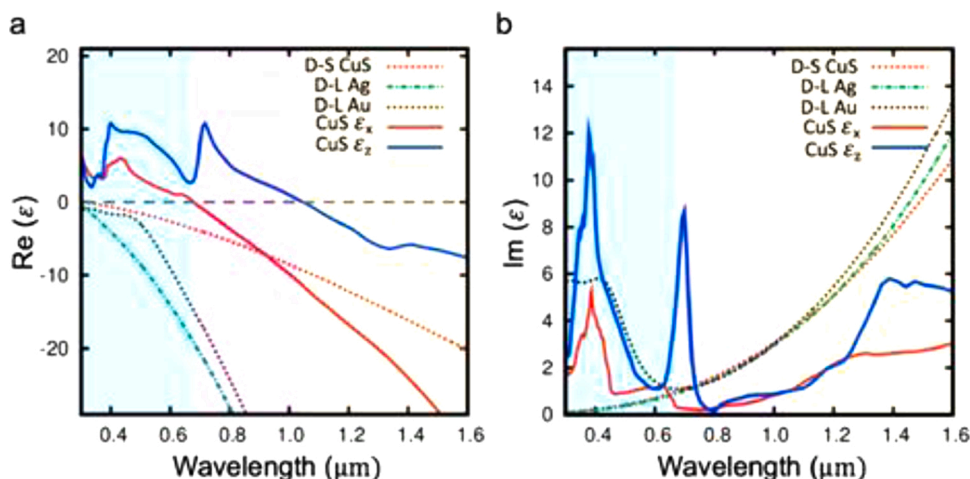 a
b
Re (ε)
20
10
0
-10
-20
D-S CuS
D-L Ag
D-L Au
CuS εx
CuS εz
0.4 0.6 0.8 1.0 1.2 1.4 1.6
Wavelength (μm)
Im (ε)
14
12
10
8
6
4
2
0
D-S CuS
D-L Ag
D-L Au
CuS εx
CuS εz
0.4 0.6 0.8 1.0 1.2 1.4 1.6
Wavelength (μm)